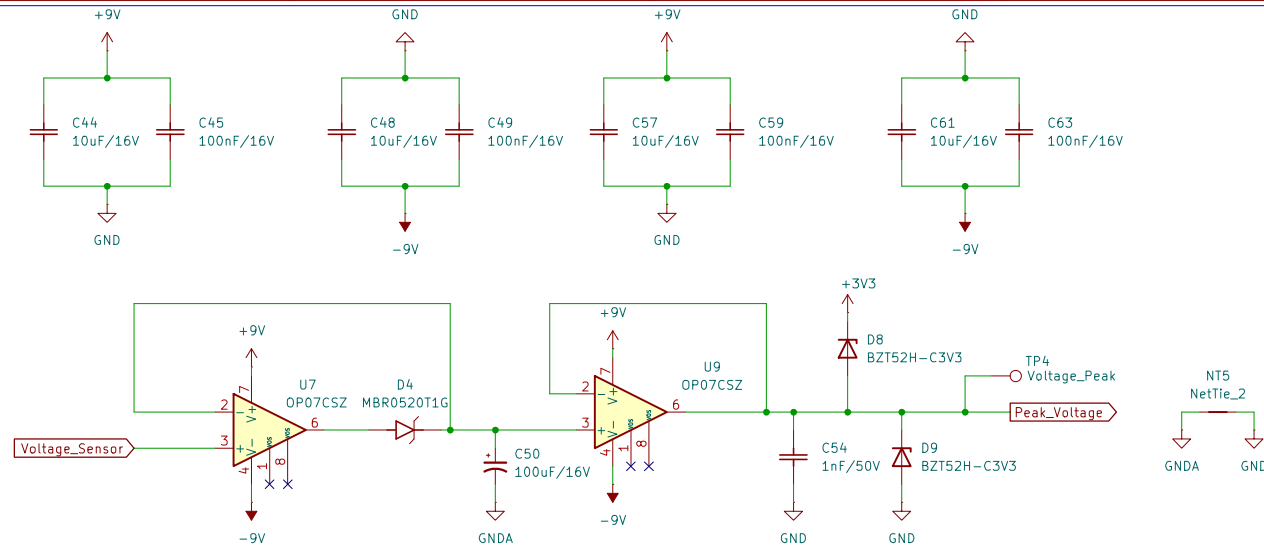 +9V
GND
+9V
GND
C44
10uF/16V
C45
100nF/16V
C48
10uF/16V
C49
100nF/16V
C57
10uF/16V
C59
100nF/16V
C61
10uF/16V
C63
100nF/16V
GND
-9V
GND
-9V
+9V
U7
OP07CSZ
D4
MBR0520T1G
+9V
U9
OP07CSZ
+3V3
D8
BZT52H-C3V3
TP4
Voltage_Peak
NT5
NetTie_2
Voltage_Sensor
2
3
7
6
4
1
8
-
+
V+
V-
VOS
VOS
C50
100uF/16V
+
2
3
7
6
4
1
8
-
+
V+
V-
VOS
VOS
Peak_Voltage
C54
1nF/50V
D9
BZT52H-C3V3
GNDA
GND
-9V
GNDA
-9V
GND
GND